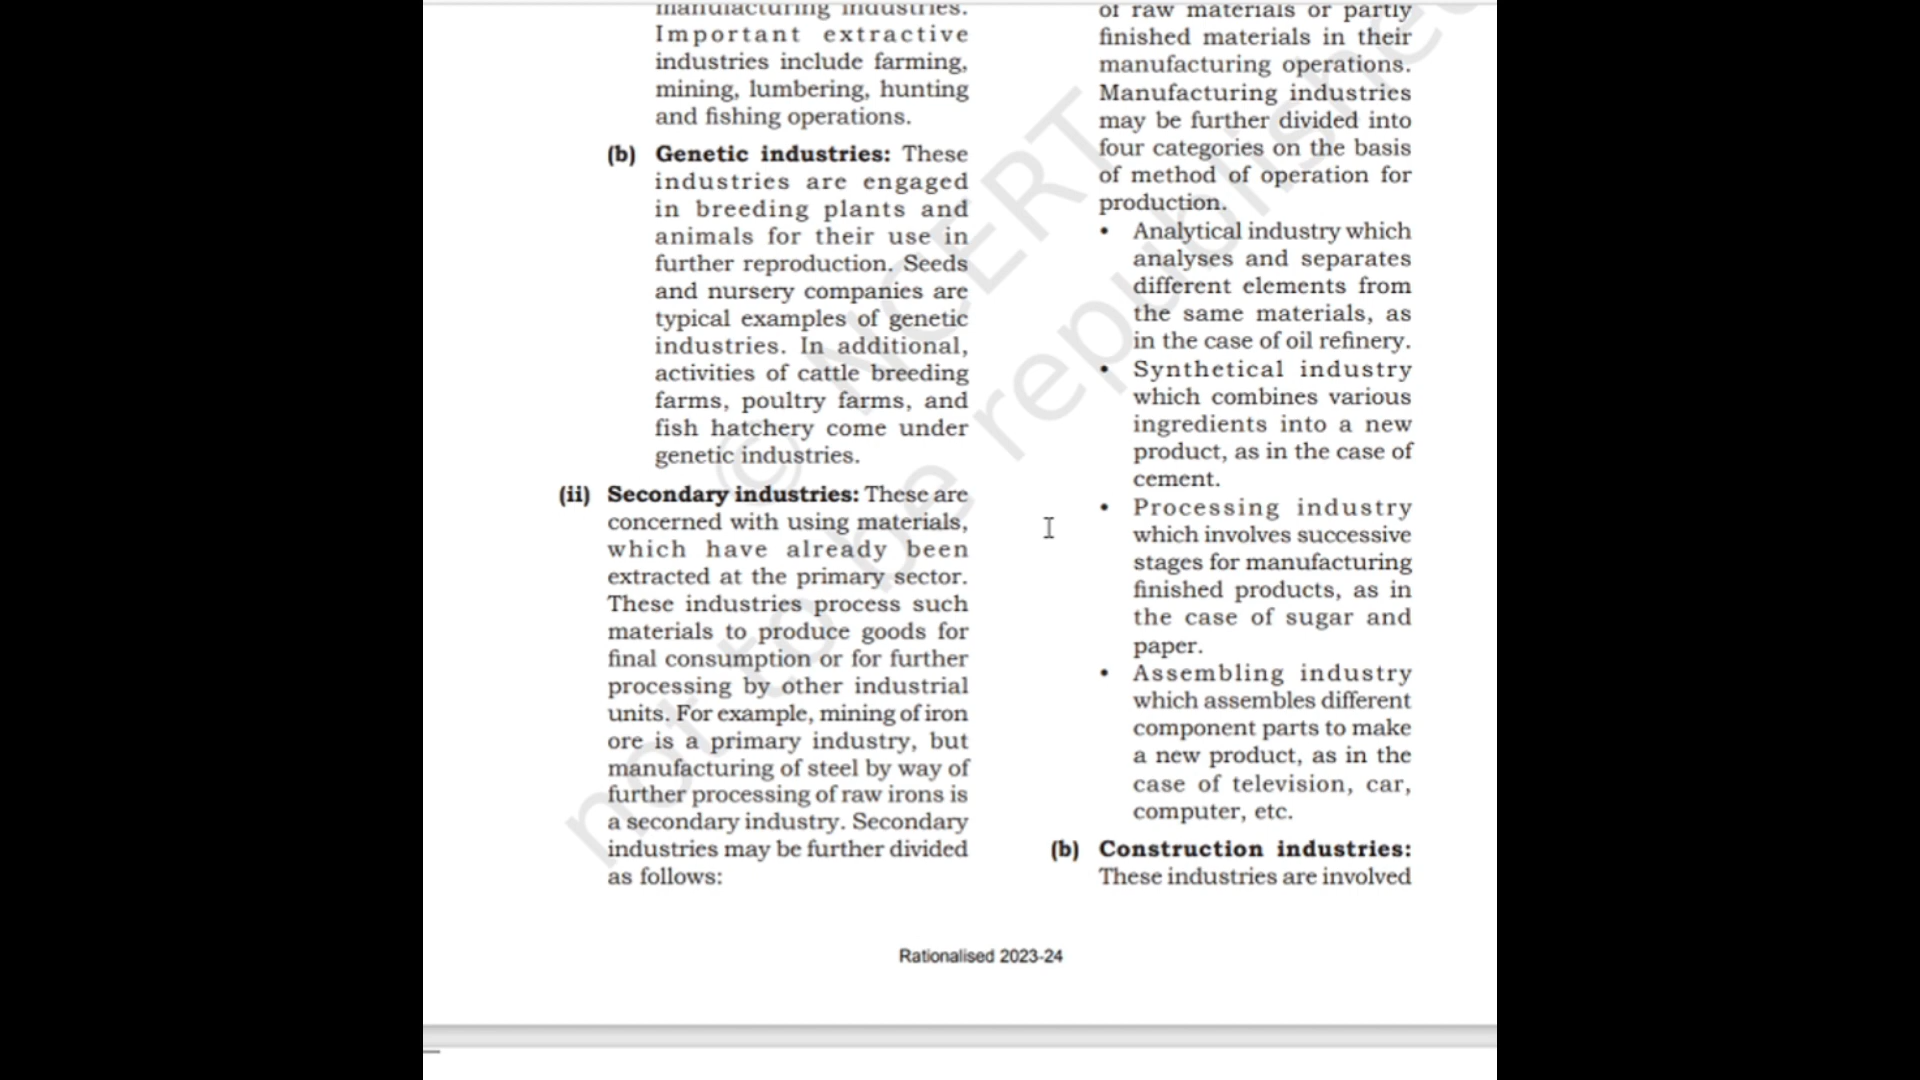 manufacturing industries.
Important extractive
industries include farming,
mining, lumbering, hunting
and fishing operations.
(b) Genetic industries: These
industries are engaged
in breeding plants and
animals for their use in
further reproduction. Seeds
and nursery companies are
typical examples of genetic
industries. In additional,
activities of cattle breeding
farms, poultry farms, and
fish hatchery come under
genetic industries.
(ii) Secondary industries: These are
concerned with using materials,
which have already been
extracted at the primary sector.
These industries process such
materials to produce goods for
final consumption or for further
processing by other industrial
units. For example, mining of iron
ore is a primary industry, but
manufacturing of steel by way of
further processing of raw irons is
a secondary industry. Secondary
industries may be further divided
as follows:
of raw materials or partly
finished materials in their
manufacturing operations.
Manufacturing industries
may be further divided into
four categories on the basis
of method of operation for
production.
• Analytical industry which
analyses and separates
different elements from
the same materials, as
in the case of oil refinery.
• Synthetical industry
which combines various
ingredients into a new
product, as in the case of
cement.
• Processing industry
which involves successive
stages for manufacturing
finished products, as in
the case of sugar and
paper.
• Assembling industry
which assembles different
component parts to make
a new product, as in the
case of television, car,
computer, etc.
(b) Construction industries:
These industries are involved
© NCERT
not to be republished
Rationalised 2023-24